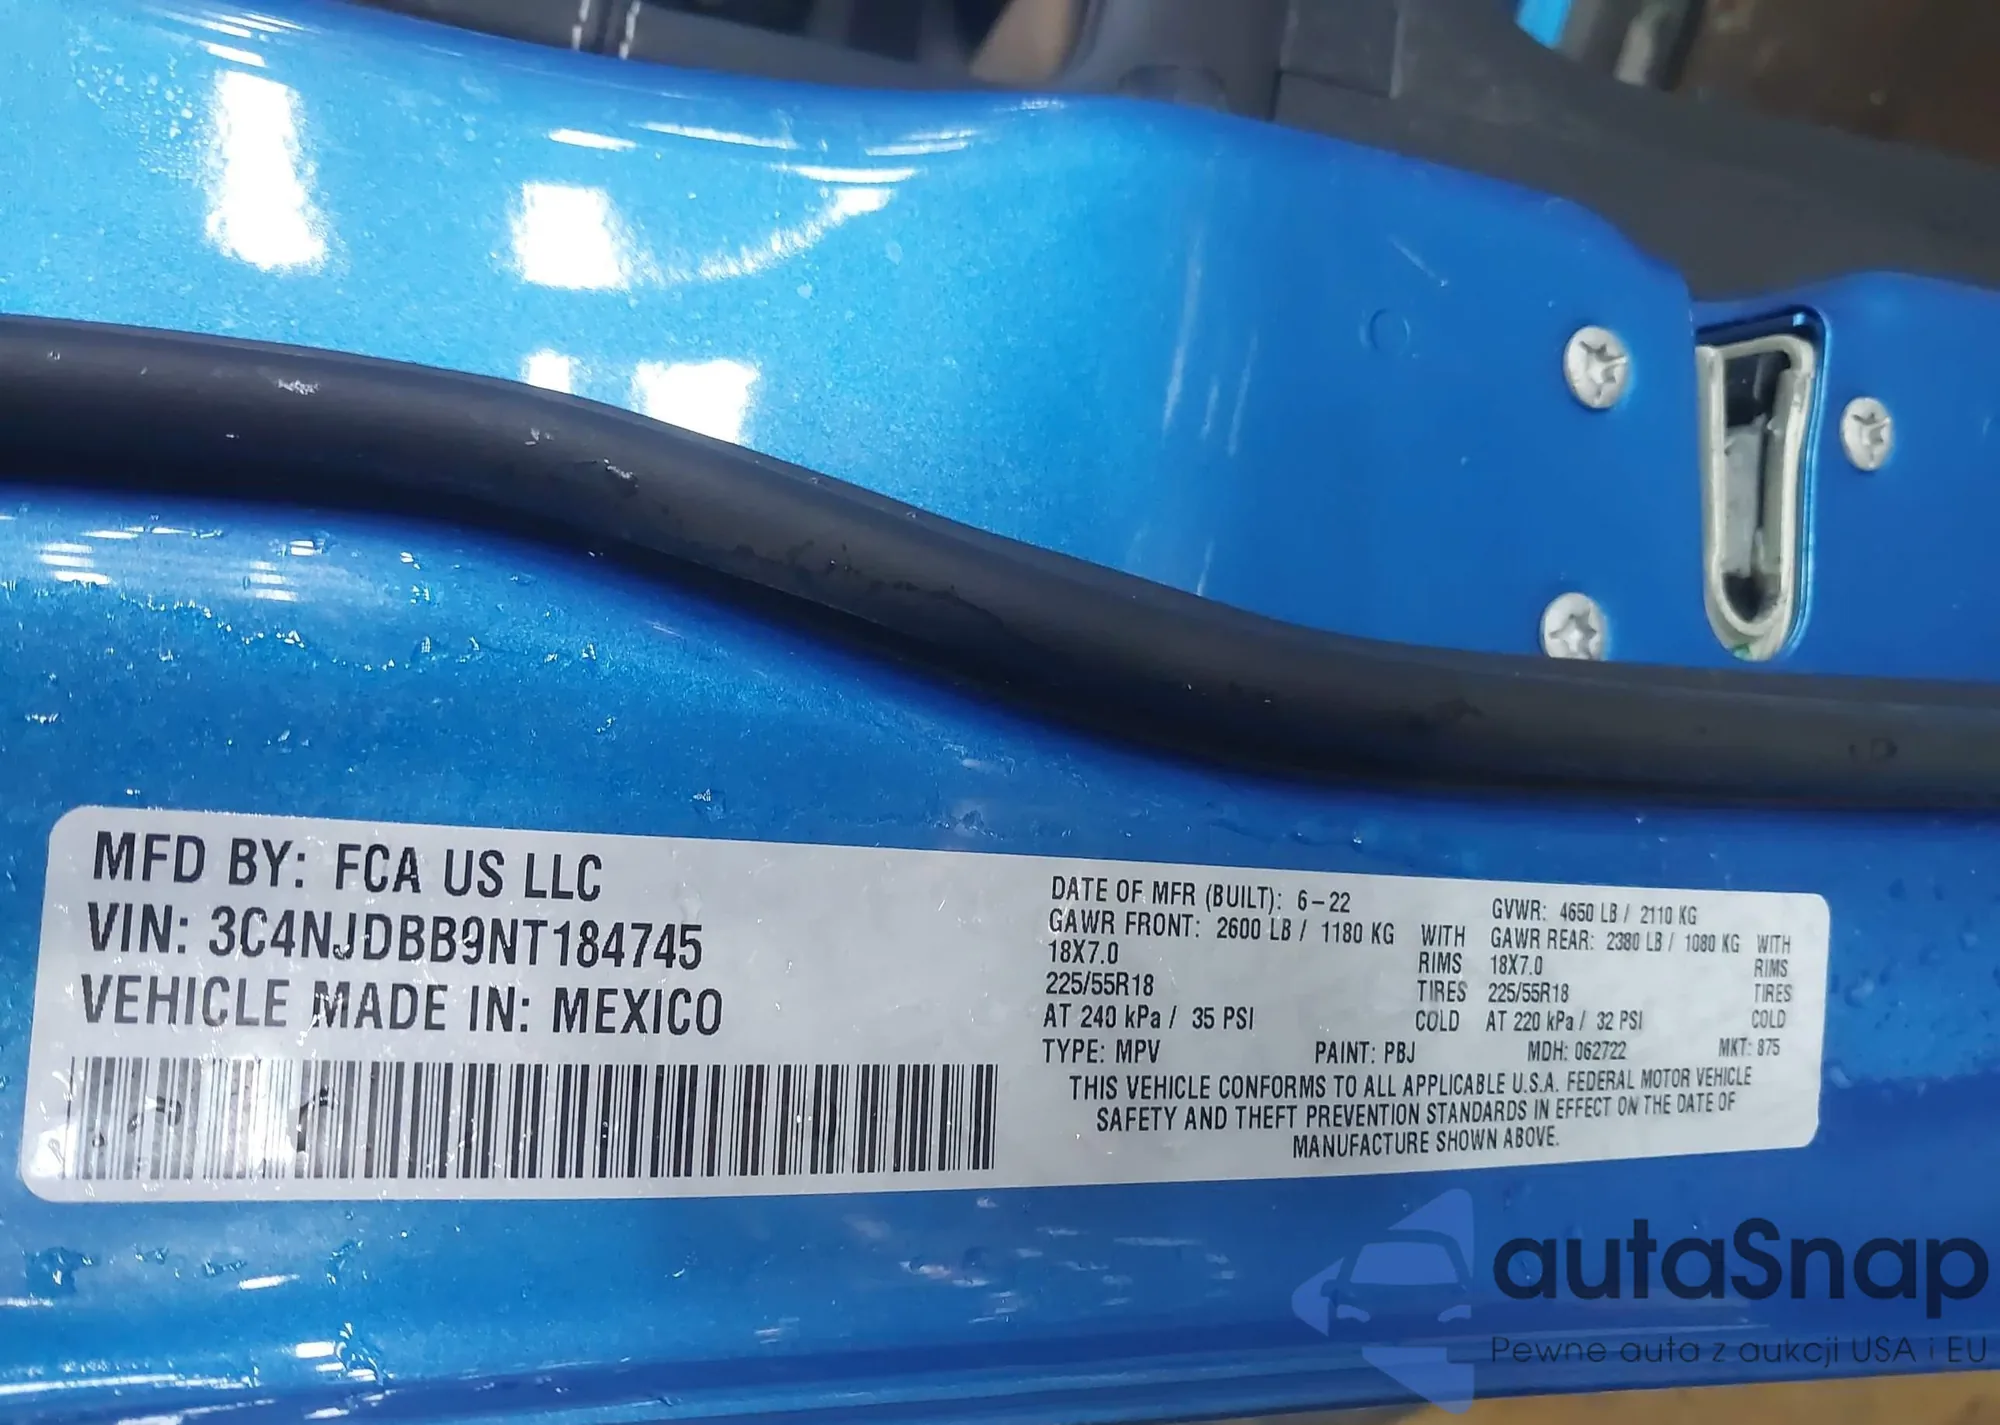 MFD BY: FCA US LLC
VIN: 3C4NJDBB9NT184745
VEHICLE MADE IN: MEXICO
DATE OF MFR (BUILT): 6-22 GVWR: 4650 LB / 2110 KG
GAWR FRONT: 2600 LB / 1180 KG WITH GAWR REAR: 2380 LB / 1080 KG WITH
18X7.0 RIMS 18X7.0 RIMS
225/55R18 TIRES 225/55R18 TIRES
AT 240 kPa / 35 PSI COLD AT 220 kPa / 32 PSI COLD
TYPE: MPV PAINT: PBJ MDH: 062722 MKT: 875
THIS VEHICLE CONFORMS TO ALL APPLICABLE U.S.A. FEDERAL MOTOR VEHICLE
SAFETY AND THEFT PREVENTION STANDARDS IN EFFECT ON THE DATE OF
MANUFACTURE SHOWN ABOVE.
autaSnap
Pewne auta z aukcji USA i EU